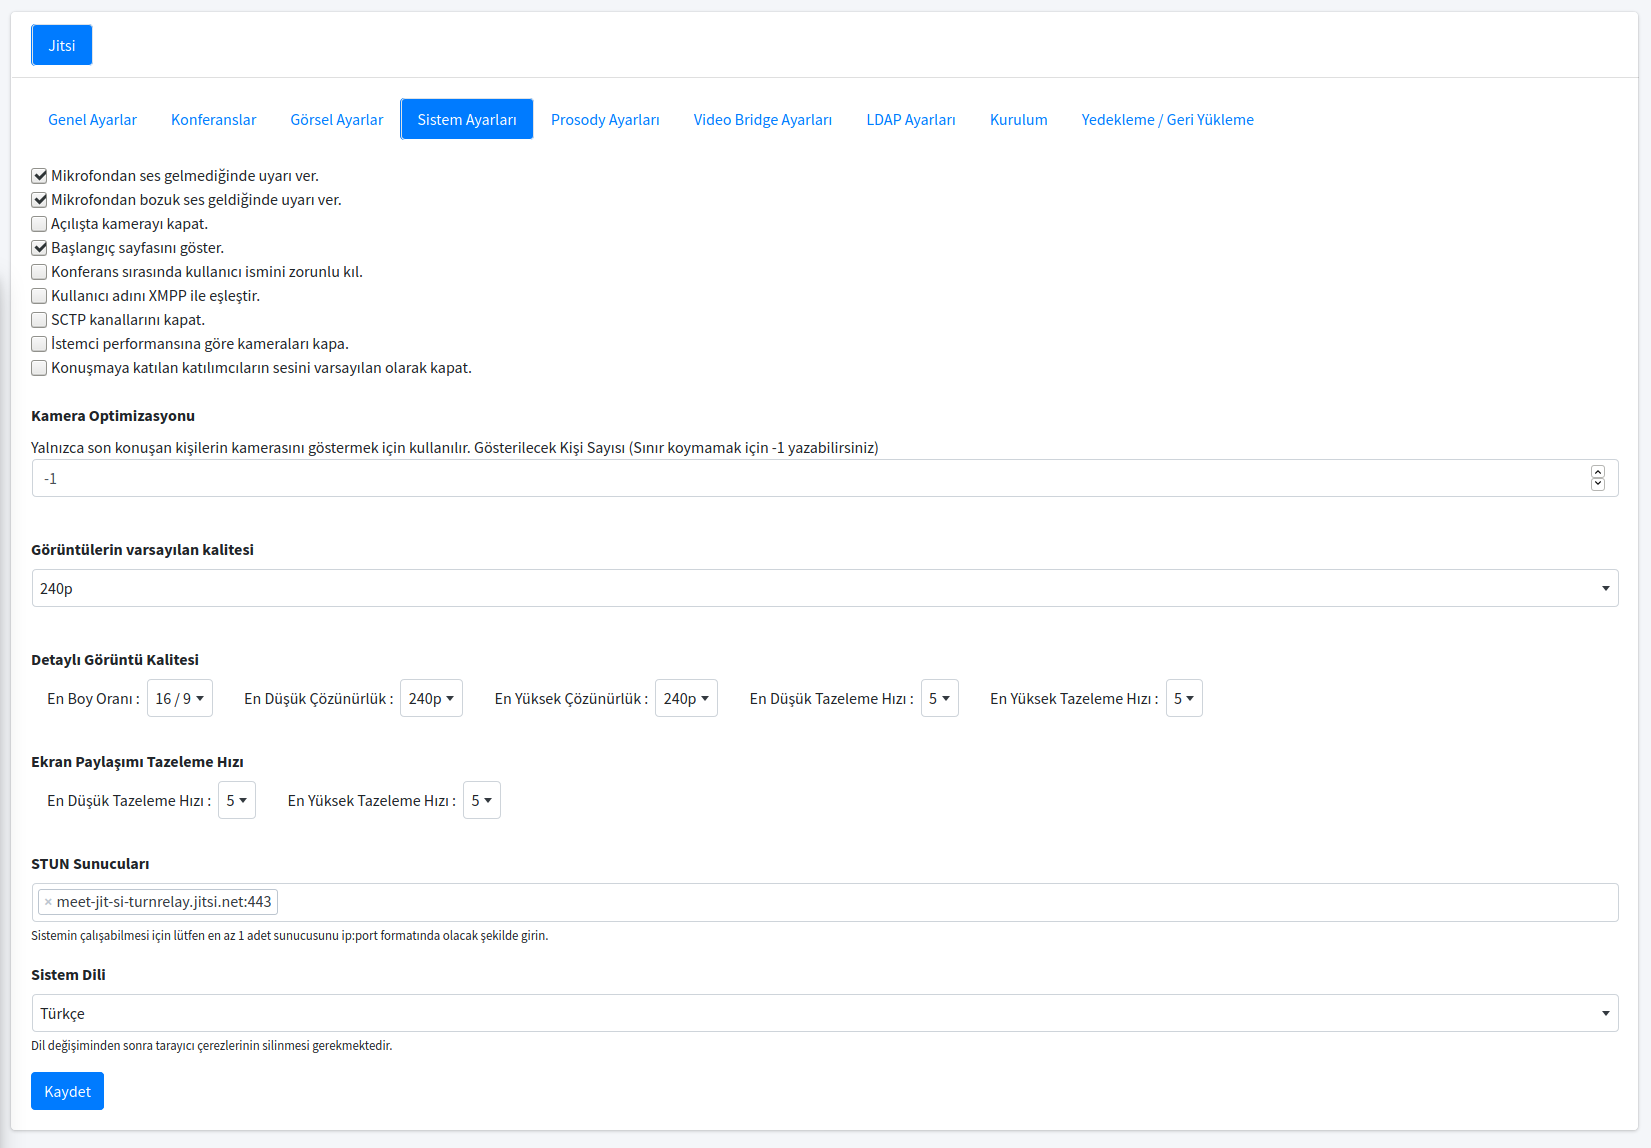 Jitsi
Genel Ayarlar Konferanslar Görsel Ayarlar Sistem Ayarları Prosody Ayarları Video Bridge Ayarları LDAP Ayarları Kurulum Yedekleme / Geri Yükleme
Mikrofondan ses gelmediğinde uyarı ver.
Mikrofondan bozuk ses geldiğinde uyarı ver.
Açılışta kamerayı kapat.
Başlangıç sayfasını göster.
Konferans sırasında kullanıcı ismini zorunlu kıl.
Kullanıcı adını XMPP ile eşleştir.
SCTP kanallarını kapat.
İstemci performansına göre kameraları kapa.
Konuşmaya katılan katılımcıların sesini varsayılan olarak kapat.
Kamera Optimizasyonu
Yalnızca son konuşan kişilerin kamerasını göstermek için kullanılır. Gösterilecek Kişi Sayısı (Sınır koymamak için -1 yazabilirsiniz)
-1
Görüntülerin varsayılan kalitesi
240p
Detaylı Görüntü Kalitesi
En Boy Oranı : 16 / 9 En Düşük Çözünürlük : 240p En Yüksek Çözünürlük : 240p En Düşük Tazeleme Hızı : 5 En Yüksek Tazeleme Hızı : 5
Ekran Paylaşımı Tazeleme Hızı
En Düşük Tazeleme Hızı : 5 En Yüksek Tazeleme Hızı : 5
STUN Sunucuları
× meet-jit-si-turnrelay.jitsi.net:443
Sistemin çalışabilmesi için lütfen en az 1 adet sunucusunu ip:port formatında olacak şekilde girin.
Sistem Dili
Türkçe
Dil değişiminden sonra tarayıcı çerezlerinin silinmesi gerekmektedir.
Kaydet